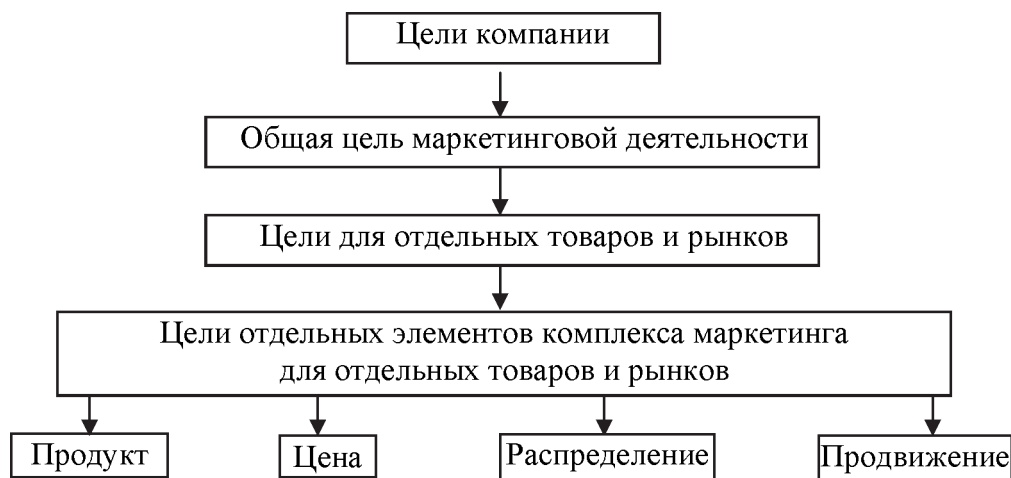 Цели компании
Общая цель маркетинговой деятельности
Цели для отдельных товаров и рынков
Цели отдельных элементов комплекса маркетинга
для отдельных товаров и рынков
Продукт
Цена
Распределение
Продвижение